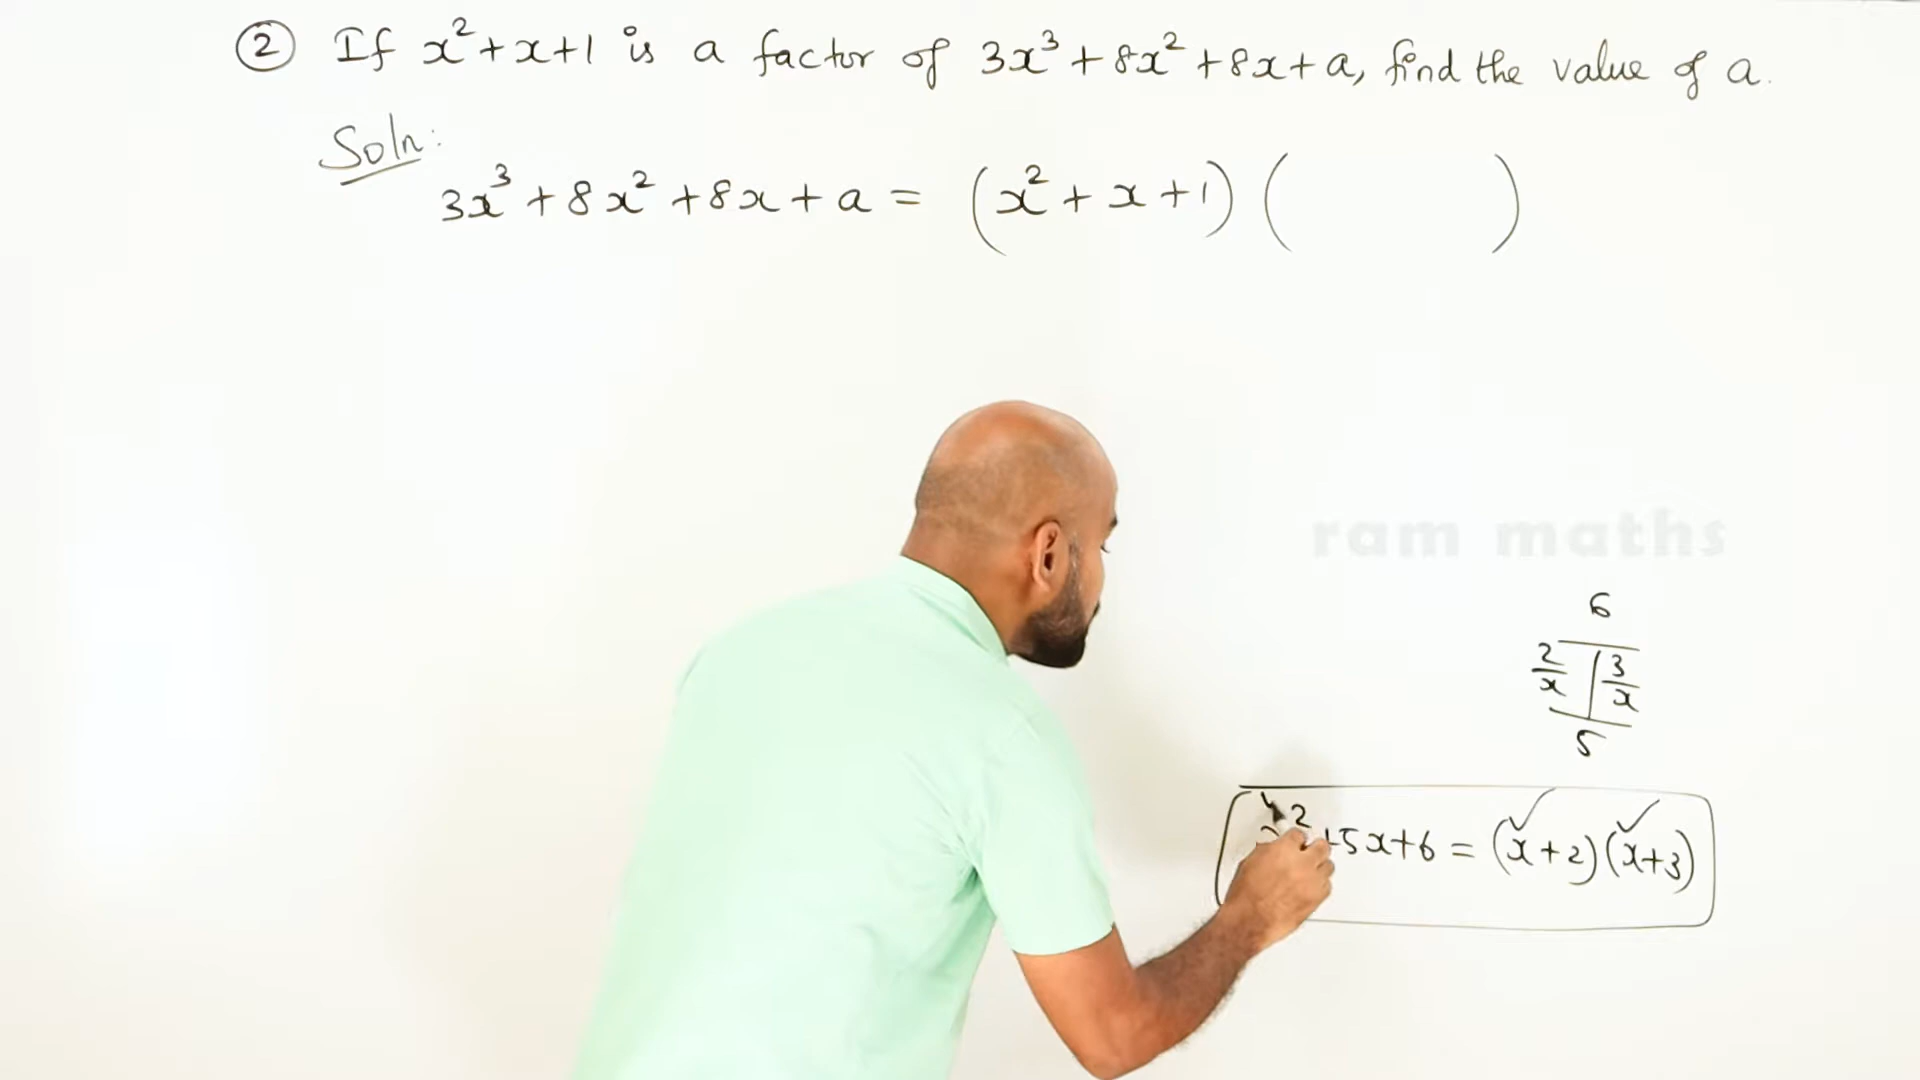 ② If x²+x+1 is a factor of 3x³+8x²+8x+a, find the value of a.
Soln:
3x³+8x²+8x+a = (x²+x+1)(          )
ram maths
6
2/x | 3/x
5
²+5x+6 = (x+2)(x+3)